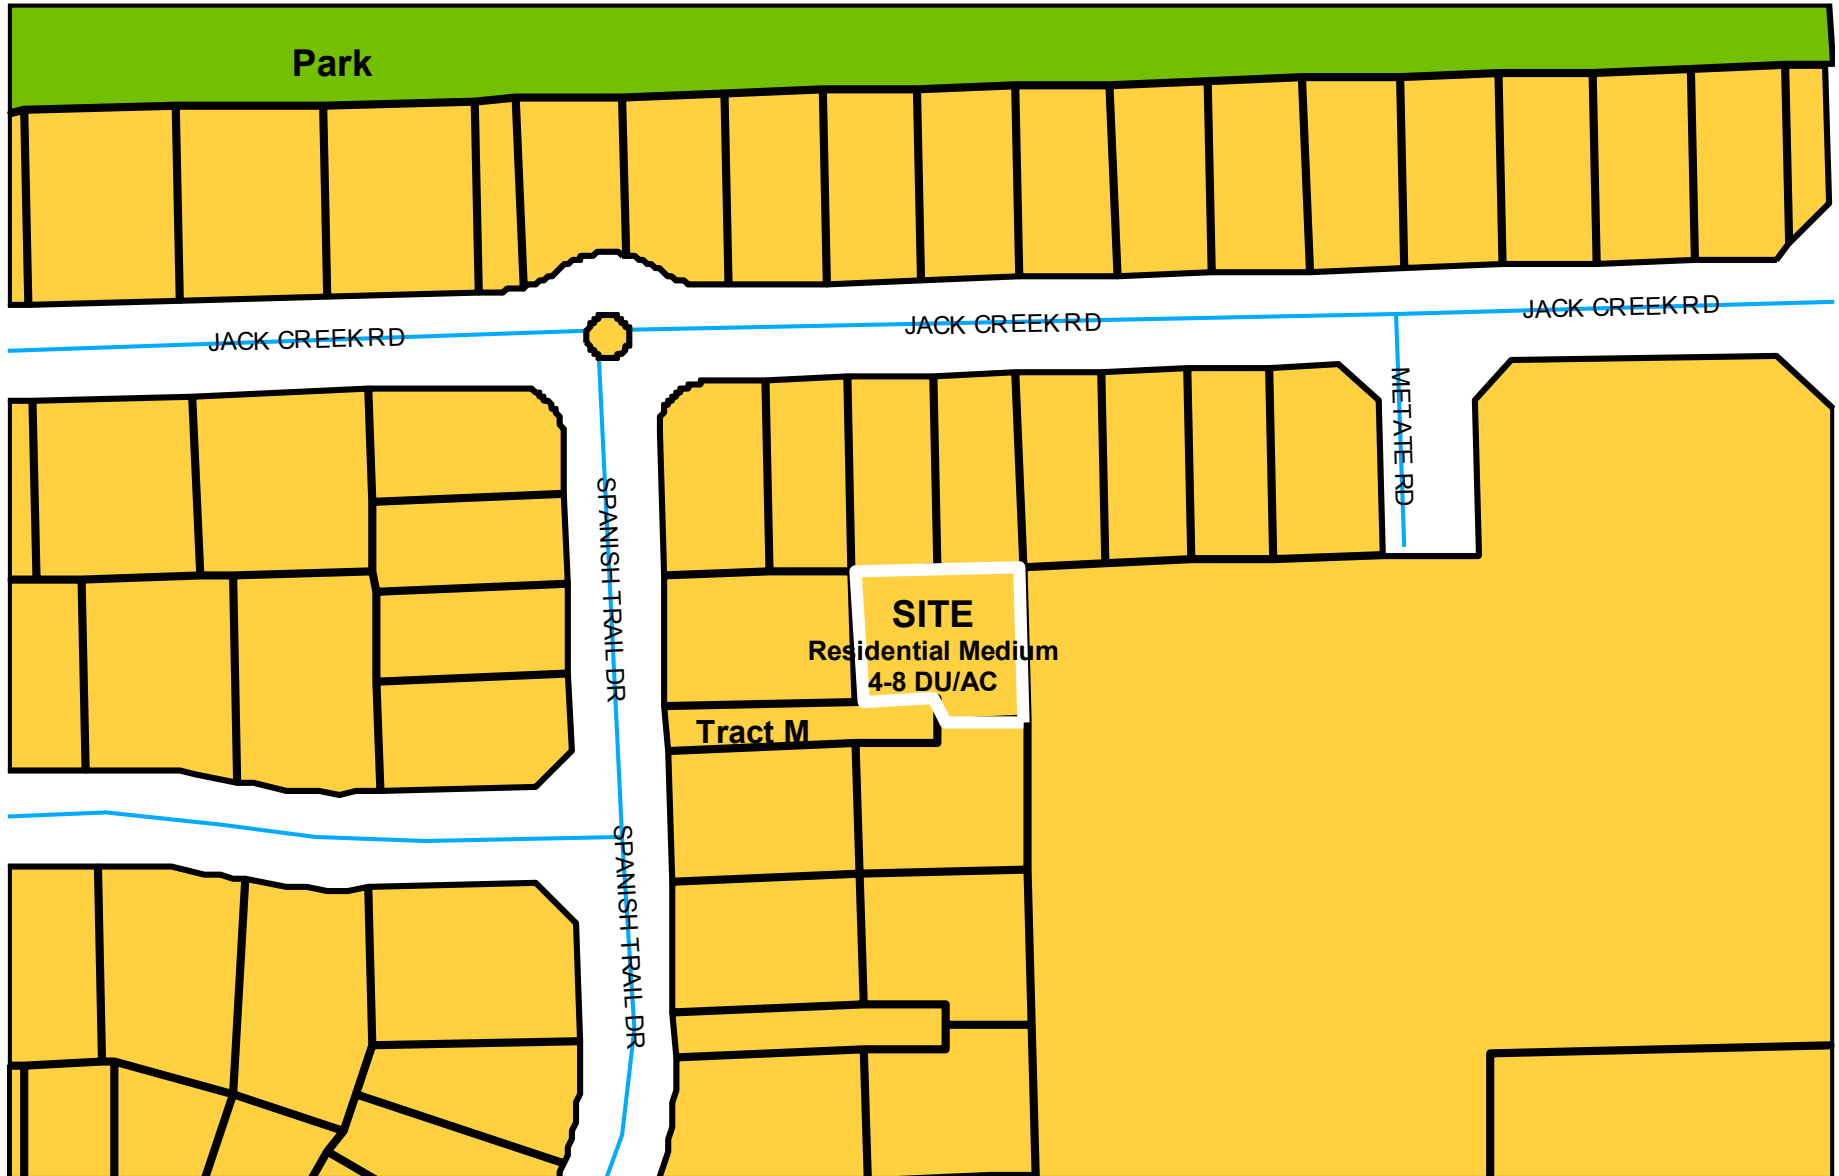 Park
JACK CREEK RD
JACK CREEK RD
JACK CREEK RD
METATE RD
SPANISH TRAIL DR
SITE
Residential Medium
4-8 DU/AC
Tract M
SPANISH TRAIL DR